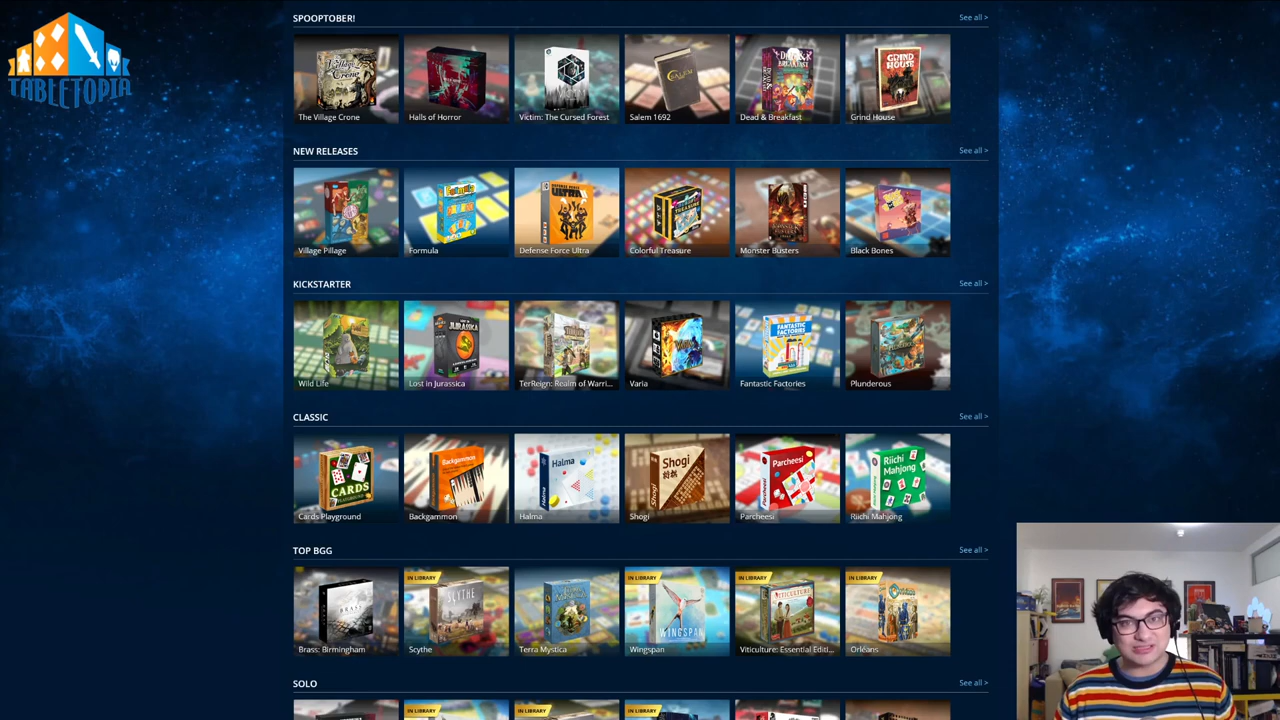 TABLETOPIA
SPOOPTOBER!
See all >
The Village Crone
Halls of Horror
Victim: The Cursed Forest
Salem 1692
Dead & Breakfast
Grind House
NEW RELEASES
See all >
Village Pillage
Formula
Defense Force Ultra
Colorful Treasure
Monster Busters
Black Bones
KICKSTARTER
See all >
Wild Life
Lost in Jurassica
TerReign: Realm of Warri...
Varia
Fantastic Factories
Plunderous
CLASSIC
See all >
Cards Playground
Backgammon
Halma
Shogi
Parcheesi
Riichi Mahjong
TOP BGG
See all >
IN LIBRARY
IN LIBRARY
IN LIBRARY
IN LIBRARY
Brass: Birmingham
Scythe
Terra Mystica
Wingspan
Viticulture: Essential Editi...
Orléans
SOLO
See all >
IN LIBRARY
IN LIBRARY
IN LIBRARY